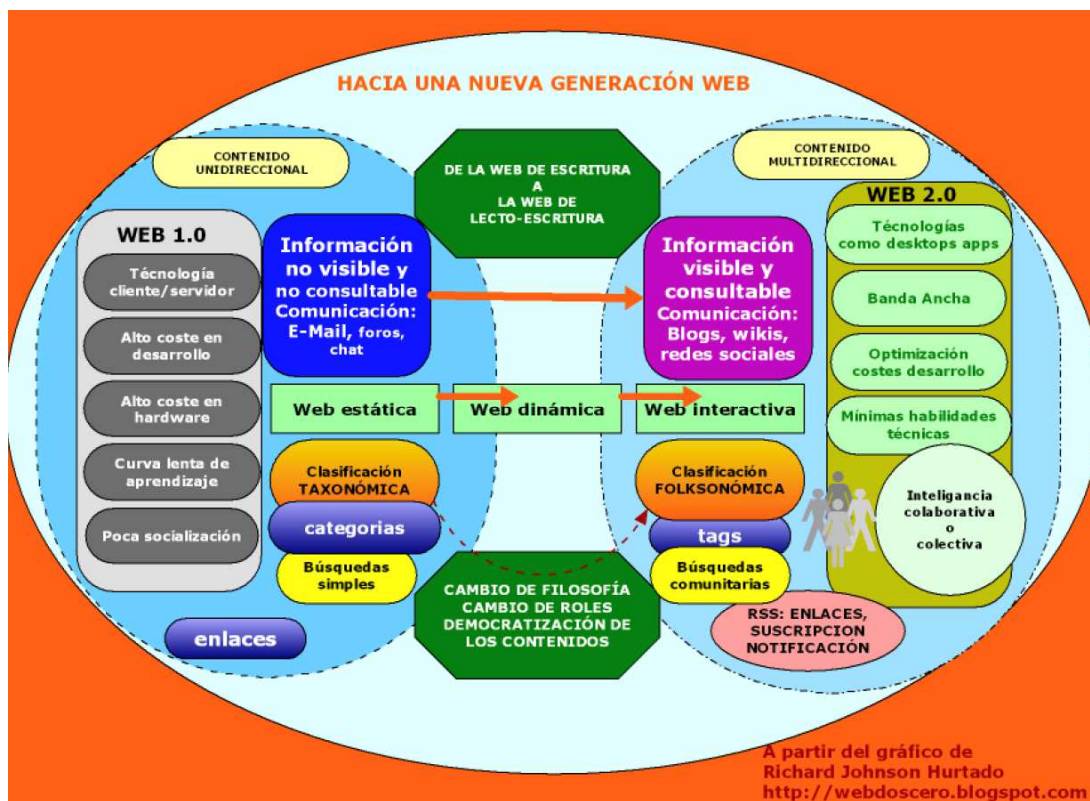 HACIA UNA NUEVA GENERACIÓN WEB
CONTENIDO
UNIDIRECCIONAL
DE LA WEB DE ESCRITURA
A
LA WEB DE
LECTO-ESCRITURA
CONTENIDO
MULTIDIRECCIONAL
WEB 1.0
Técnología
cliente/servidor
Alto coste en
desarrollo
Alto coste en
hardware
Curva lenta de
aprendizaje
Poca socialización
Información
no visible y
no consultable
Comunicación:
E-Mail, foros,
chat
Información
visible y
consultable
Comunicación:
Blogs, wikis,
redes sociales
WEB 2.0
Técnologías
como desktops apps
Banda Ancha
Optimización
costes desarrollo
Mínimas habilidades
técnicas
Inteligancia
colaborativa
o
colectiva
Web estática
Web dinámica
Web interactiva
Clasificación
TAXONÓMICA
categorias
Búsquedas
simples
enlaces
CAMBIO DE FILOSOFÍA
CAMBIO DE ROLES
DEMOCRATIZACIÓN DE
LOS CONTENIDOS
Clasificación
FOLKSONÓMICA
tags
Búsquedas
comunitarias
RSS: ENLACES,
SUSCRIPCION
NOTIFICACIÓN
A partir del gráfico de
Richard Johnson Hurtado
http://webdoscero.blogspot.com